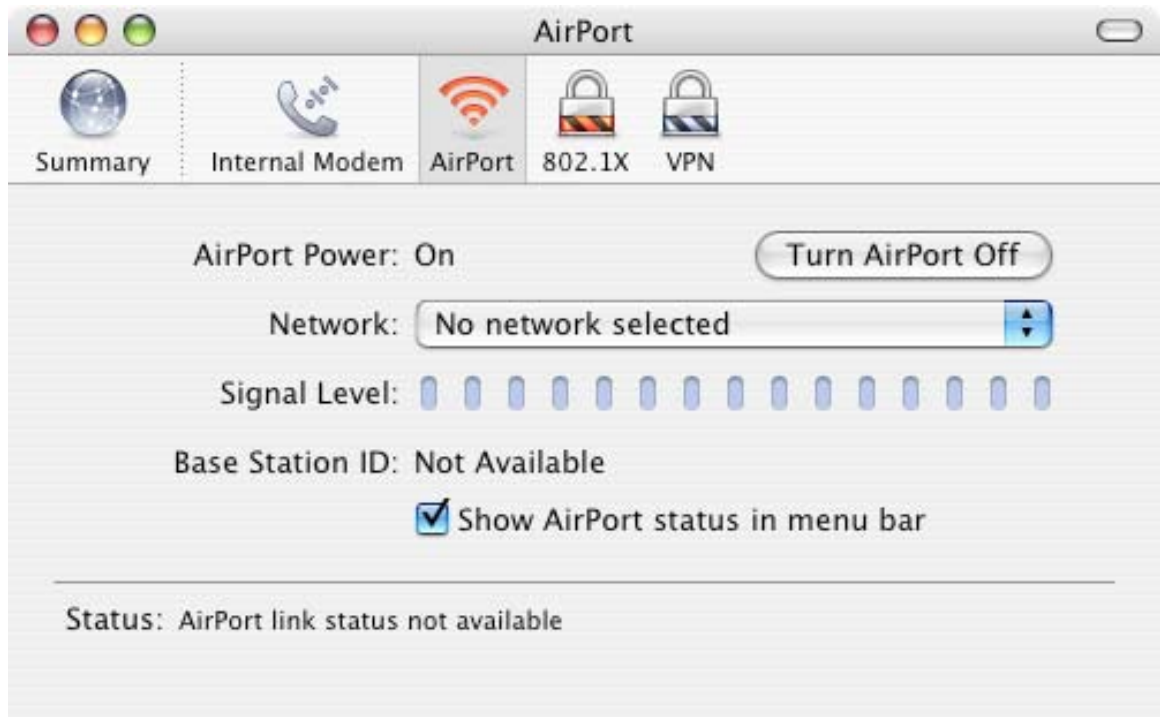 AirPort
Summary
Internal Modem
AirPort
802.1X
VPN
AirPort Power: On
Turn AirPort Off
Network: No network selected
Signal Level:
Base Station ID: Not Available
Show AirPort status in menu bar
Status: AirPort link status not available